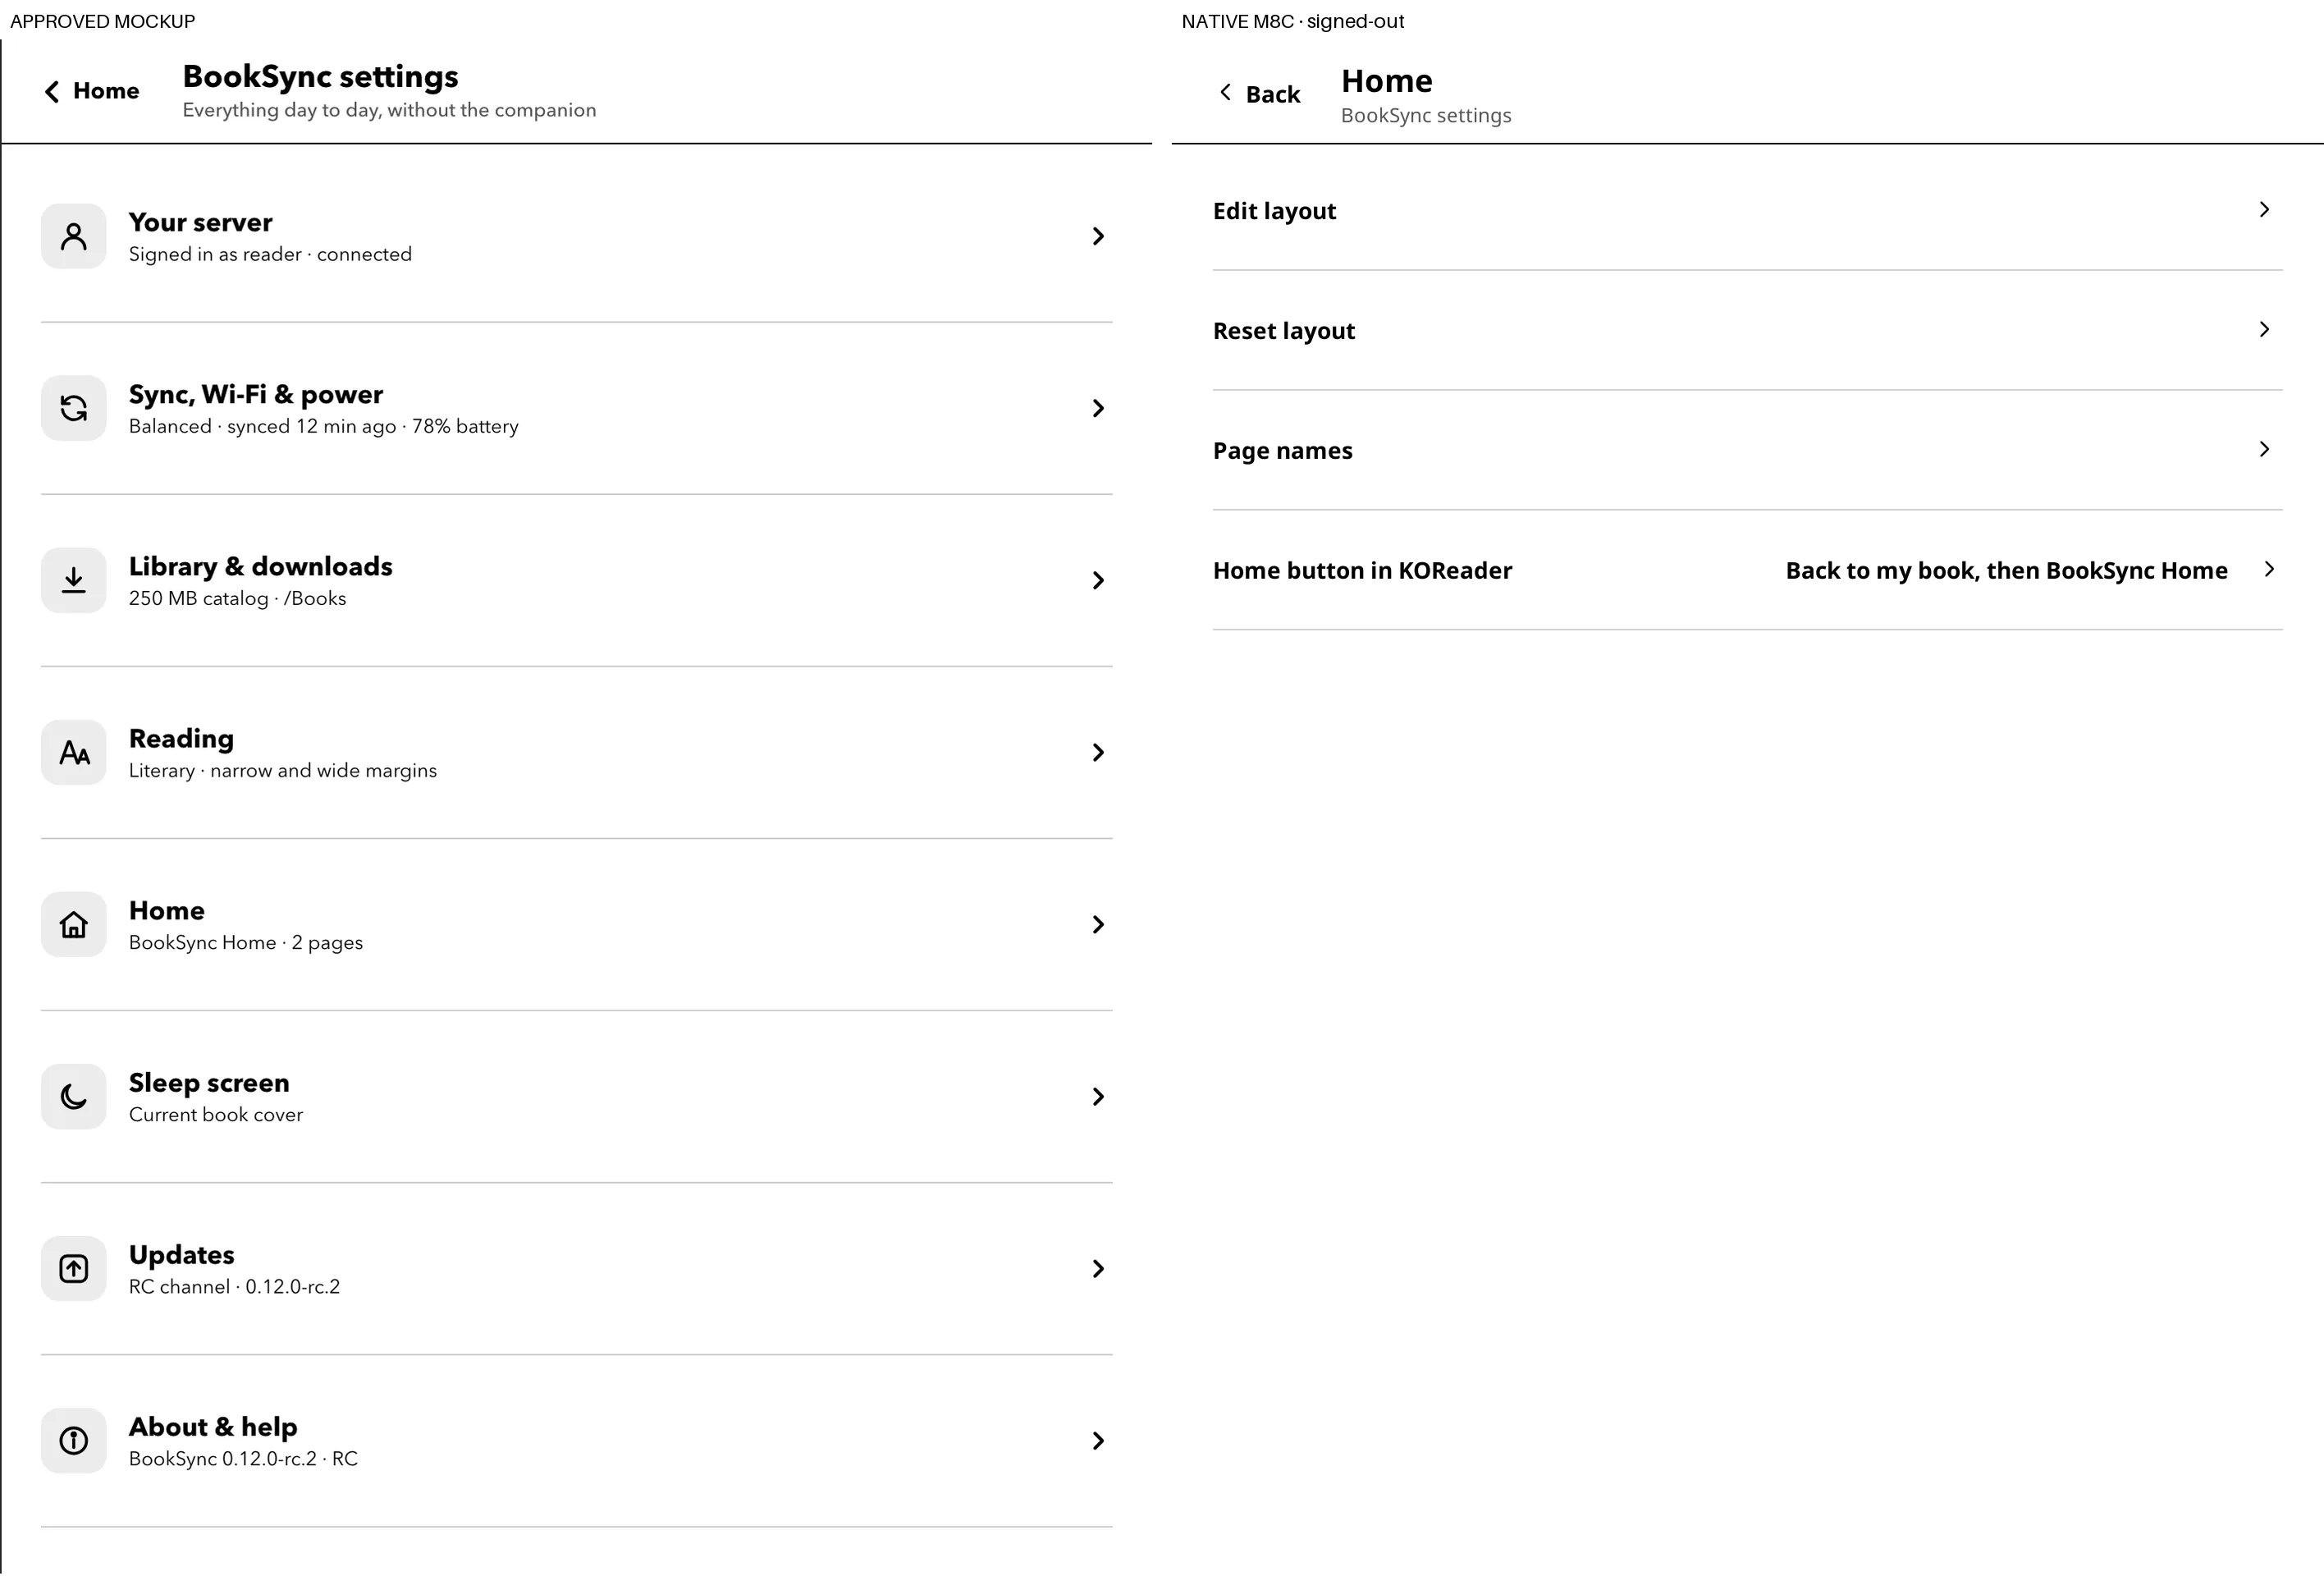 APPROVED MOCKUP
Home
BookSync settings
Everything day to day, without the companion
Your server
Signed in as reader · connected
Sync, Wi-Fi & power
Balanced · synced 12 min ago · 78% battery
Library & downloads
250 MB catalog · /Books
Reading
Literary · narrow and wide margins
Home
BookSync Home · 2 pages
Sleep screen
Current book cover
Updates
RC channel · 0.12.0-rc.2
About & help
BookSync 0.12.0-rc.2 · RC
NATIVE M8C · signed-out
Back
Home
BookSync settings
Edit layout
Reset layout
Page names
Home button in KOReader Back to my book, then BookSync Home